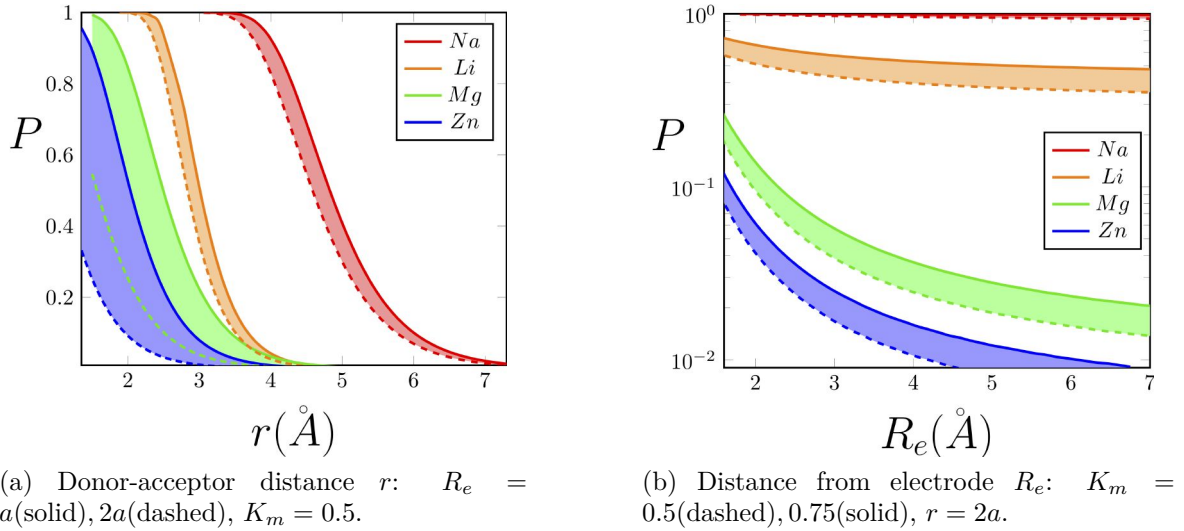 1
0.8
0.6
0.4
0.2
P
2
3
4
5
6
7
r(Å)
Na
Li
Mg
Zn
(a) Donor-acceptor distance r: R_e =
a(solid), 2a(dashed), K_m = 0.5.
10^0
10^{-1}
10^{-2}
P
2
3
4
5
6
7
R_e(Å)
Na
Li
Mg
Zn
(b) Distance from electrode R_e: K_m =
0.5(dashed), 0.75(solid), r = 2a.